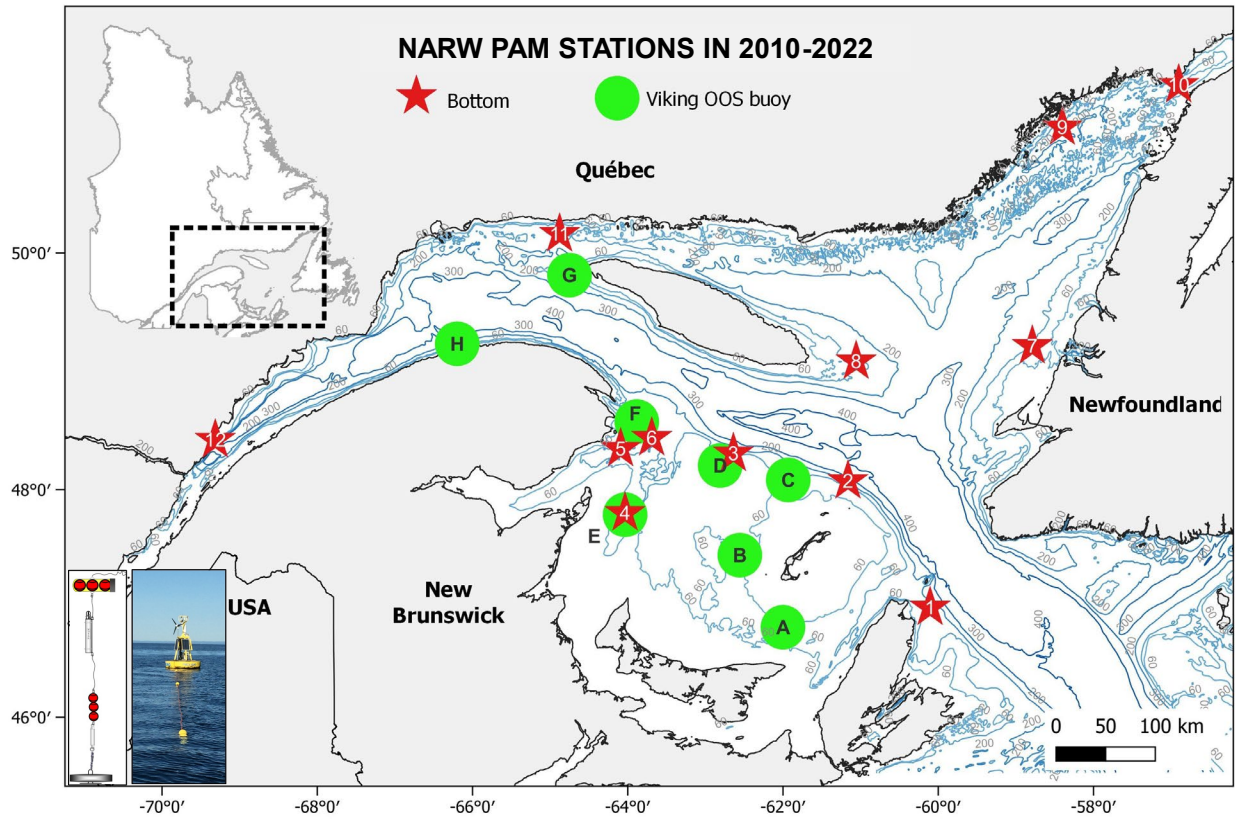 NARW PAM STATIONS IN 2010-2022
Bottom
Viking OOS buoy
Québec
10
9
11
50°0′
G
H
7
8
Newfoundland
F
12
5
6
3
D
C
2
48°0′
4
E
B
New
Brunswick
USA
1
A
46°0′
0 50 100 km
-70°0′ -68°0′ -66°0′ -64°0′ -62°0′ -60°0′ -58°0′
60
200
300
400